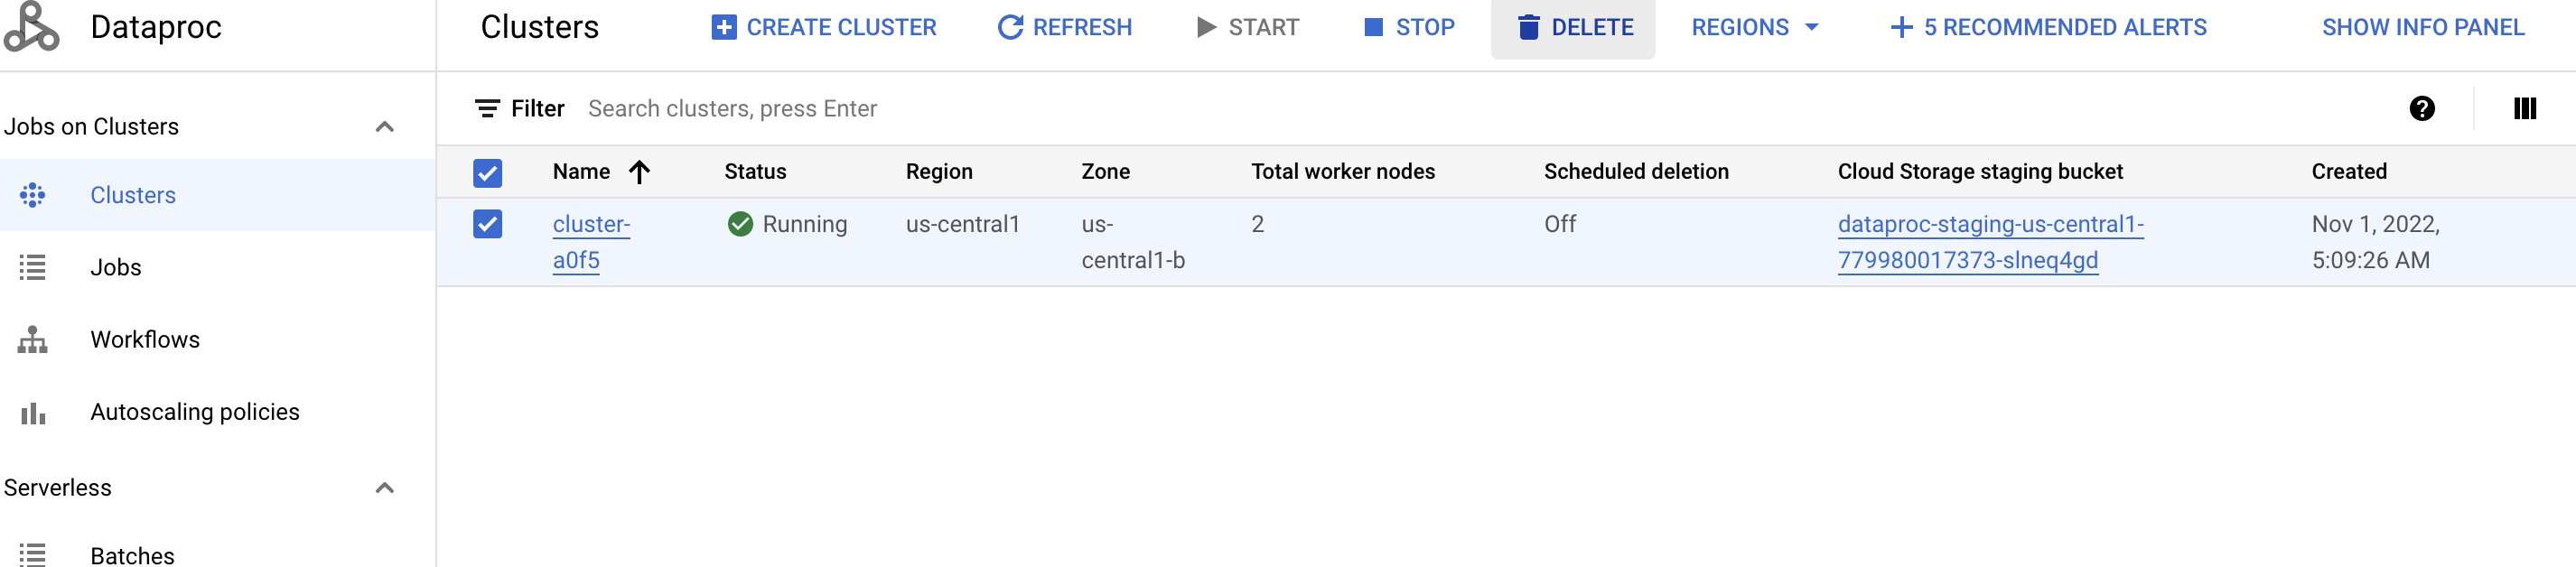 Dataproc
Clusters
CREATE CLUSTER
REFRESH
START
STOP
DELETE
REGIONS
5 RECOMMENDED ALERTS
SHOW INFO PANEL
Jobs on Clusters
Clusters
Jobs
Workflows
Autoscaling policies
Serverless
Batches
Filter Search clusters, press Enter
Name Status Region Zone Total worker nodes Scheduled deletion Cloud Storage staging bucket Created
cluster- Running us-central1 us- 2 Off dataproc-staging-us-central1- Nov 1, 2022,
a0f5 central1-b 779980017373-slneq4gd 5:09:26 AM